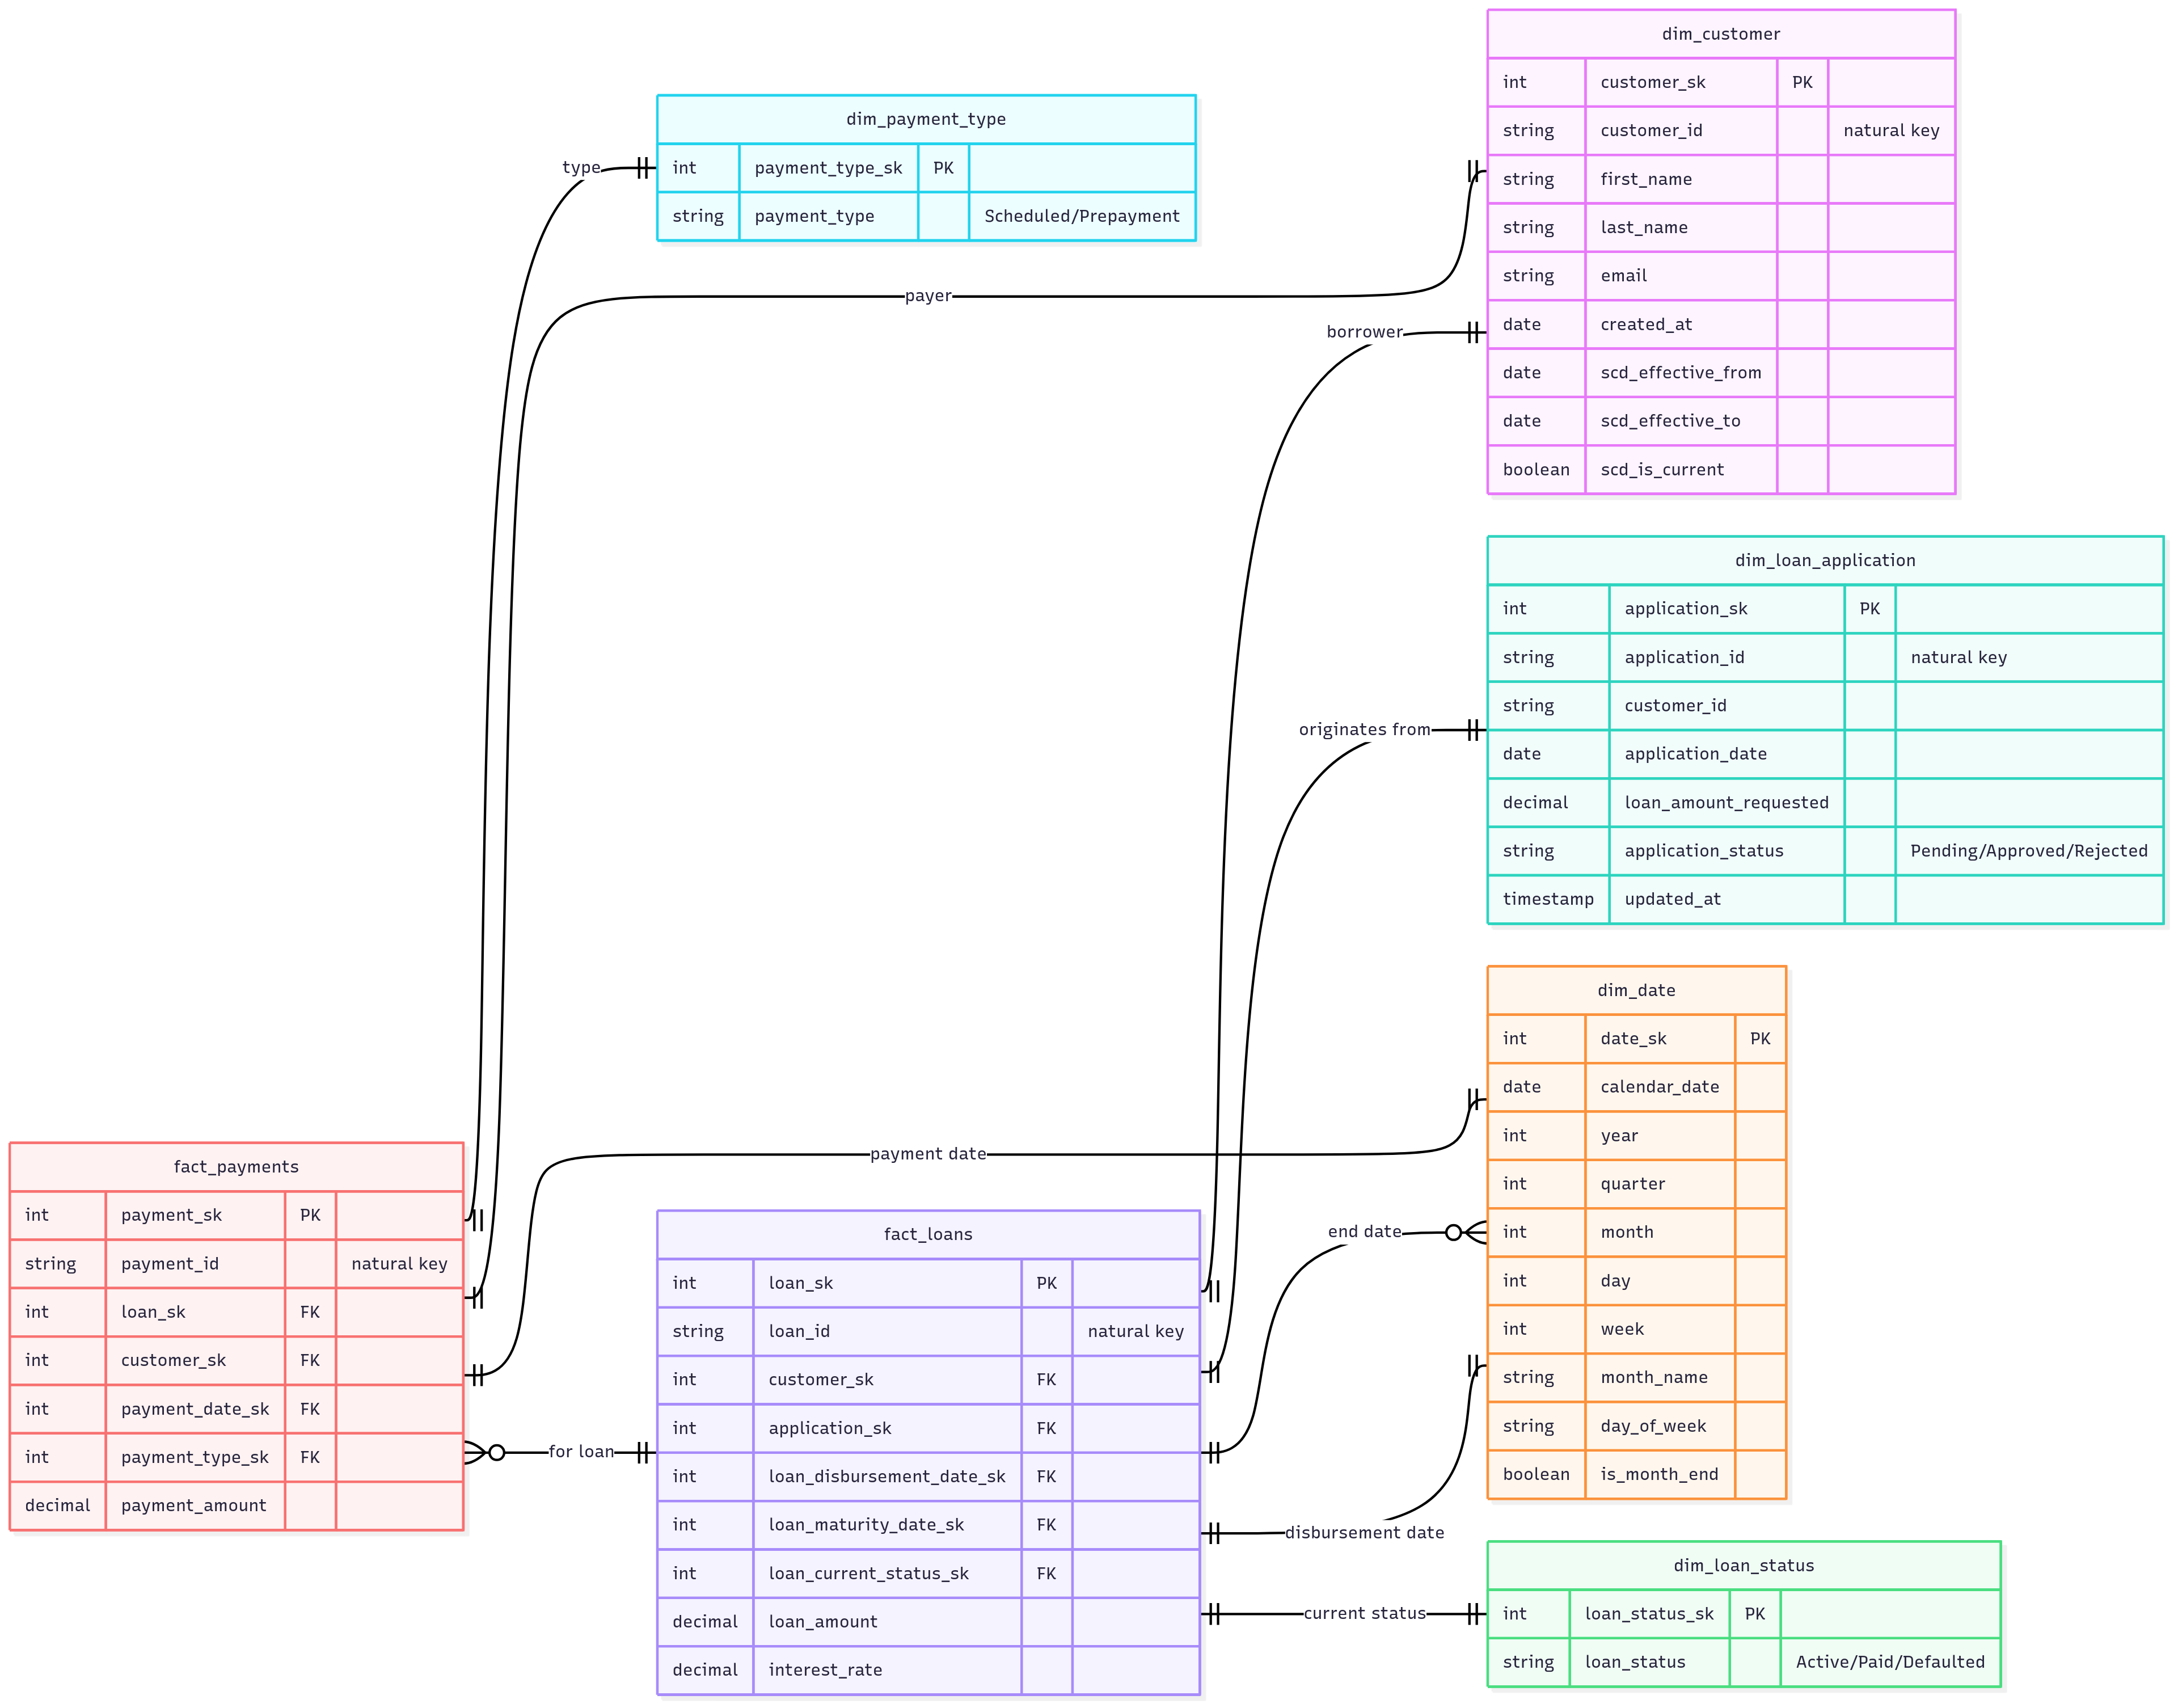 dim_customer
int customer_sk PK
string customer_id natural key
string first_name
string last_name
string email
date created_at
date scd_effective_from
date scd_effective_to
boolean scd_is_current
dim_payment_type
int payment_type_sk PK
string payment_type Scheduled/Prepayment
type
payer
borrower
dim_loan_application
int application_sk PK
string application_id natural key
string customer_id
date application_date
decimal loan_amount_requested
string application_status Pending/Approved/Rejected
timestamp updated_at
originates from
dim_date
int date_sk PK
date calendar_date
int year
int quarter
int month
int day
int week
string month_name
string day_of_week
boolean is_month_end
payment date
end date
disbursement date
fact_payments
int payment_sk PK
string payment_id natural key
int loan_sk FK
int customer_sk FK
int payment_date_sk FK
int payment_type_sk FK
decimal payment_amount
for loan
fact_loans
int loan_sk PK
string loan_id natural key
int customer_sk FK
int application_sk FK
int loan_disbursement_date_sk FK
int loan_maturity_date_sk FK
int loan_current_status_sk FK
decimal loan_amount
decimal interest_rate
current status
dim_loan_status
int loan_status_sk PK
string loan_status Active/Paid/Defaulted